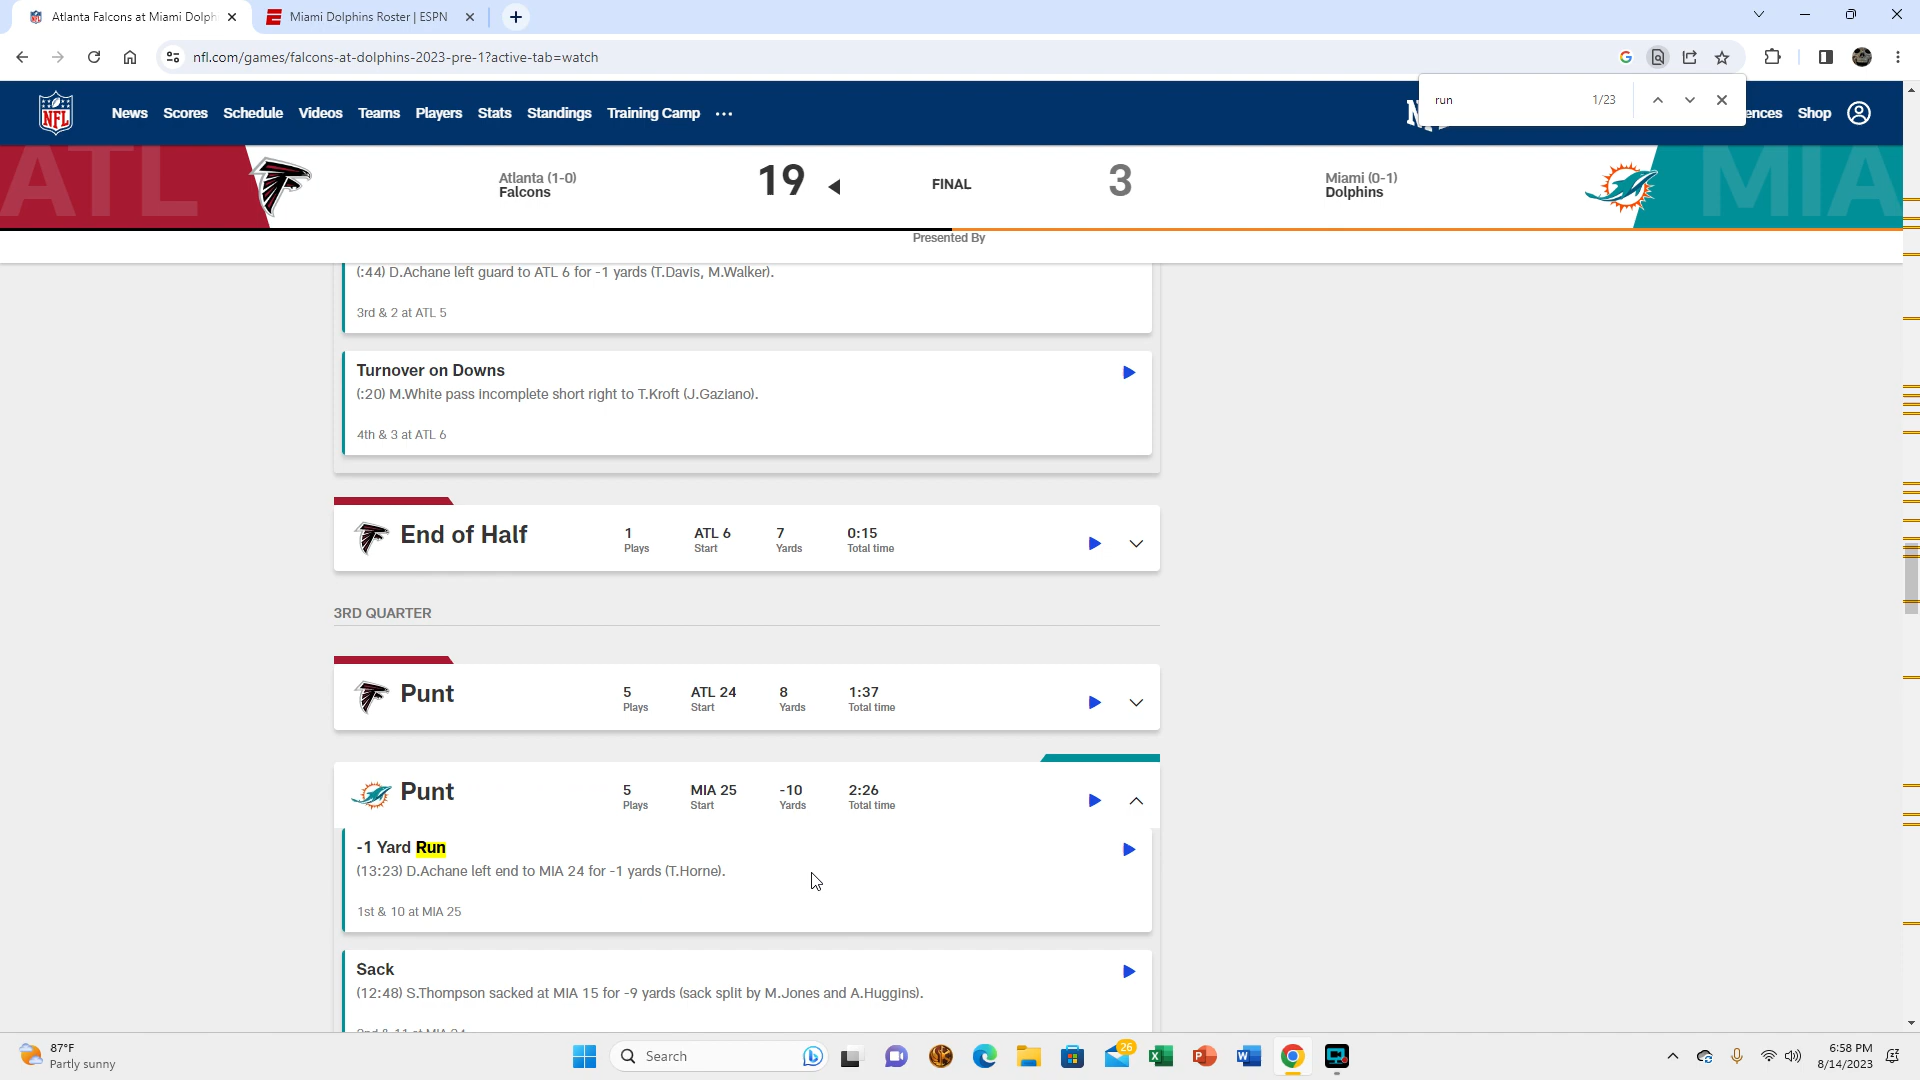 Atlanta Falcons at Miami Dolph
Miami Dolphins Roster | ESPN
nfl.com/games/falcons-at-dolphins-2023-pre-1?active-tab=watch
run
1/23
NFL
News
Scores
Schedule
Videos
Teams
Players
Stats
Standings
Training Camp
...
ences
Shop
ATL
Atlanta (1-0)
Falcons
19
FINAL
3
Miami (0-1)
Dolphins
MIA
Presented By
(:44) D.Achane left guard to ATL 6 for -1 yards (T.Davis, M.Walker).
3rd & 2 at ATL 5
Turnover on Downs
(:20) M.White pass incomplete short right to T.Kroft (J.Gaziano).
4th & 3 at ATL 6
End of Half
1 ATL 6 7 0:15
Plays Start Yards Total time
3RD QUARTER
Punt
5 ATL 24 8 1:37
Plays Start Yards Total time
Punt
5 MIA 25 -10 2:26
Plays Start Yards Total time
-1 Yard Run
(13:23) D.Achane left end to MIA 24 for -1 yards (T.Horne).
1st & 10 at MIA 25
Sack
(12:48) S.Thompson sacked at MIA 15 for -9 yards (sack split by M.Jones and A.Huggins).
2nd & 11 at MIA 24
87°F
Partly sunny
Search
26
6:58 PM
8/14/2023